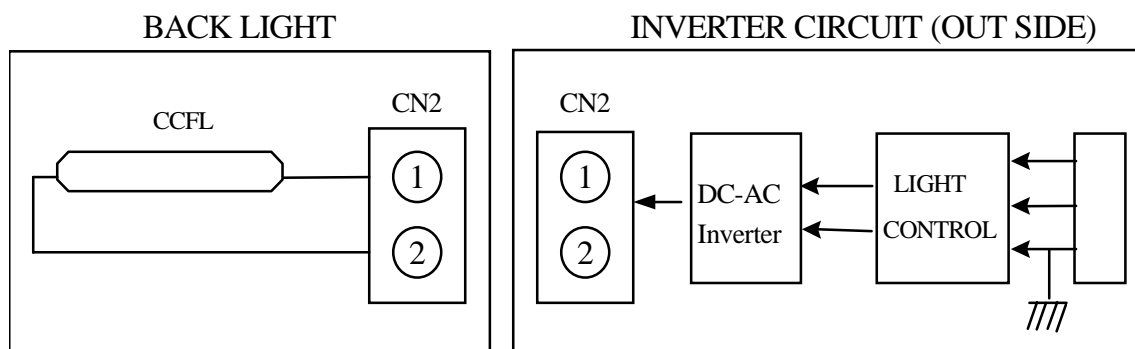 BACK LIGHT
CCFL
CN2
1
2
INVERTER CIRCUIT (OUT SIDE)
CN2
1
2
DC-AC
Inverter
LIGHT
CONTROL